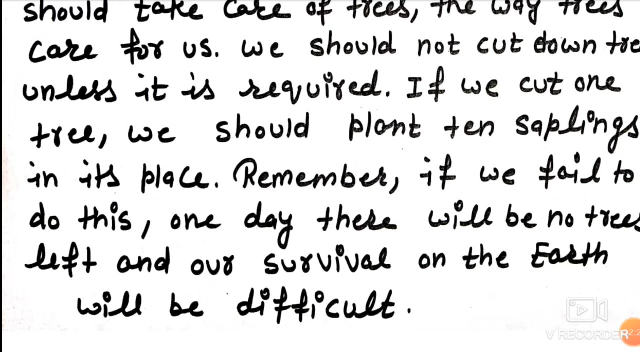 should take care of trees, the way trees
care for us. we should not cut down tre
unless it is required. If we cut one
tree, we should plant ten saplings
in its place. Remember, if we fail to
do this, one day there will be no trees
left and our survival on the Earth
will be difficult.
V RECORDER